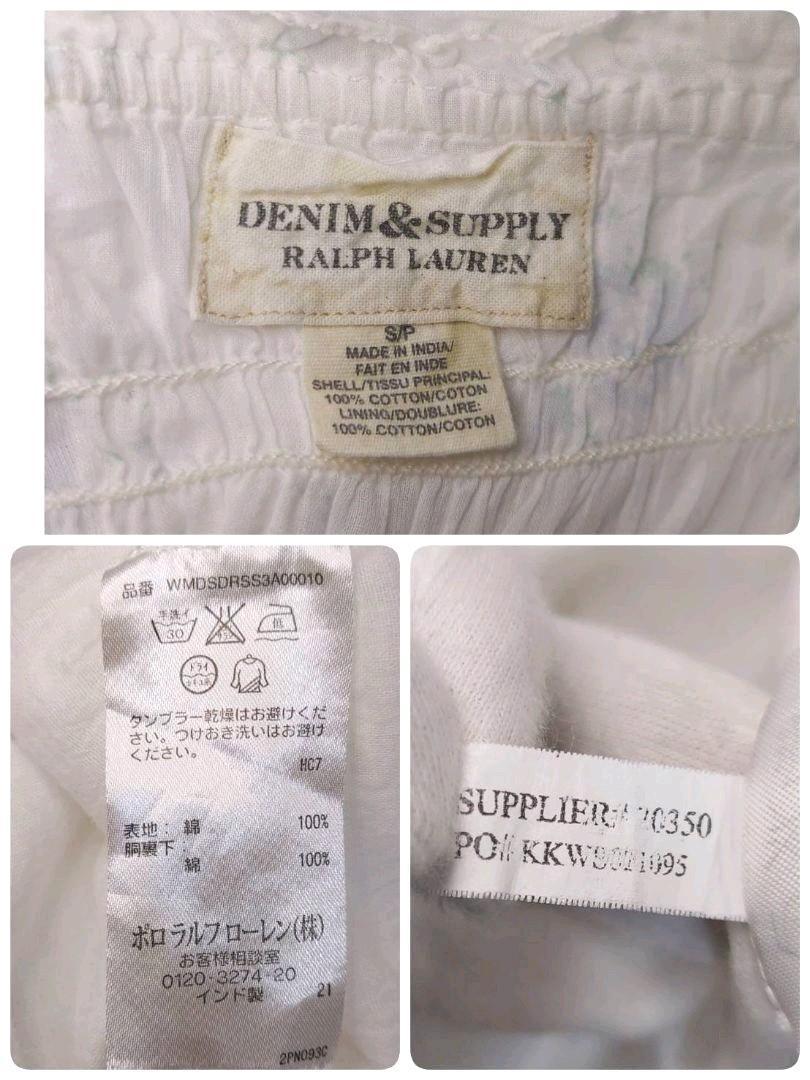 DENIM & SUPPLY
RALPH LAUREN
S/P
MADE IN INDIA/
FAIT EN INDE
SHELL/TISSU PRINCIPAL:
100% COTTON/COTON
LINING/DOUBLURE:
100% COTTON/COTON
品番 WMDSDRSS3A00010
手洗イ
30
低
ドライ
タンブラー乾燥はお避けくだ
さい。つけおき洗いはお避け
ください。
HC7
表地: 綿 100%
胴裏下:
綿 100%
ポロ ラルフ ローレン(株)
お客様相談室
0120-3274-20
インド製 21
2PN093C
SUPPLIER# 20350
PO#